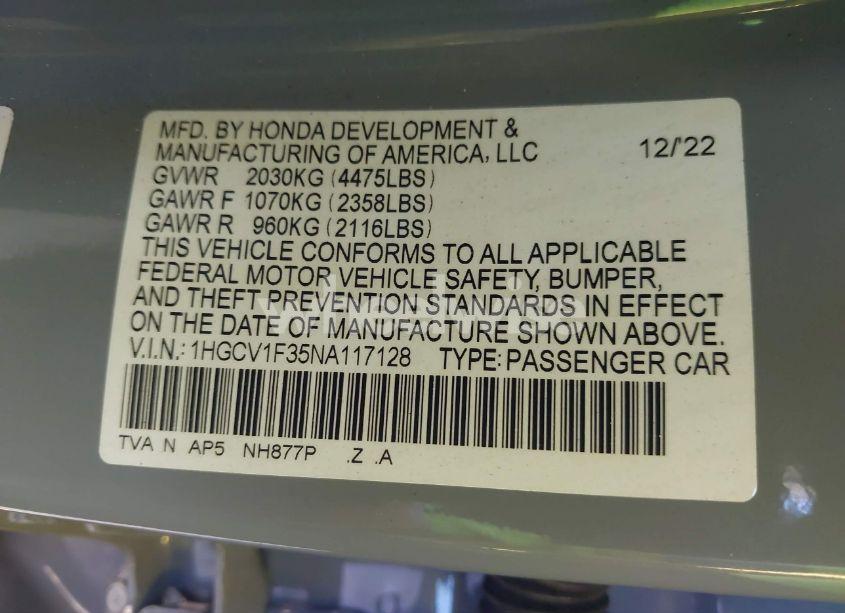 MFD. BY HONDA DEVELOPMENT &
MANUFACTURING OF AMERICA, LLC 12/'22
GVWR 2030KG (4475LBS)
GAWR F 1070KG (2358LBS)
GAWR R 960KG (2116LBS)
THIS VEHICLE CONFORMS TO ALL APPLICABLE
FEDERAL MOTOR VEHICLE SAFETY, BUMPER,
AND THEFT PREVENTION STANDARDS IN EFFECT
ON THE DATE OF MANUFACTURE SHOWN ABOVE.
V.I.N.: 1HGCV1F35NA117128 TYPE: PASSENGER CAR
TVA N AP5 NH877P .Z .A